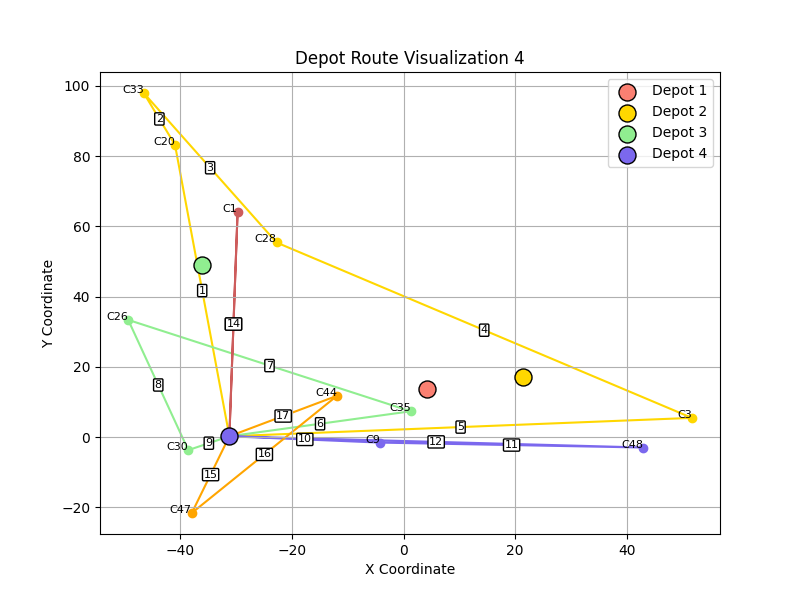 Depot Route Visualization 4
Depot 1
Depot 2
Depot 3
Depot 4
Y Coordinate
100
80
60
40
20
0
−20
−40
−20
0
20
40
X Coordinate
C33
2
C20
3
C1
C28
1
14
4
C26
7
8
C44
C35
17
6
C3
5
C30
9
10
C9
12
11
C48
16
15
C47